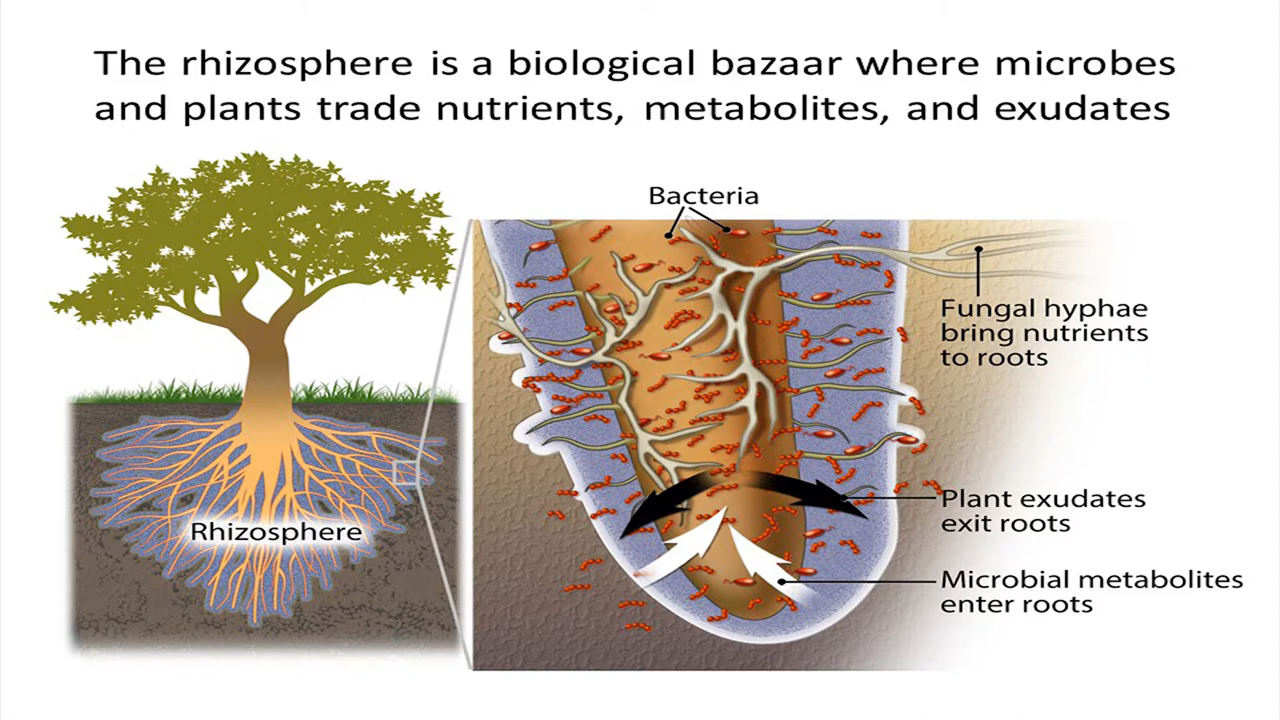 The rhizosphere is a biological bazaar where microbes
and plants trade nutrients, metabolites, and exudates
Bacteria
Fungal hyphae
bring nutrients
to roots
Rhizosphere
Plant exudates
exit roots
Microbial metabolites
enter roots